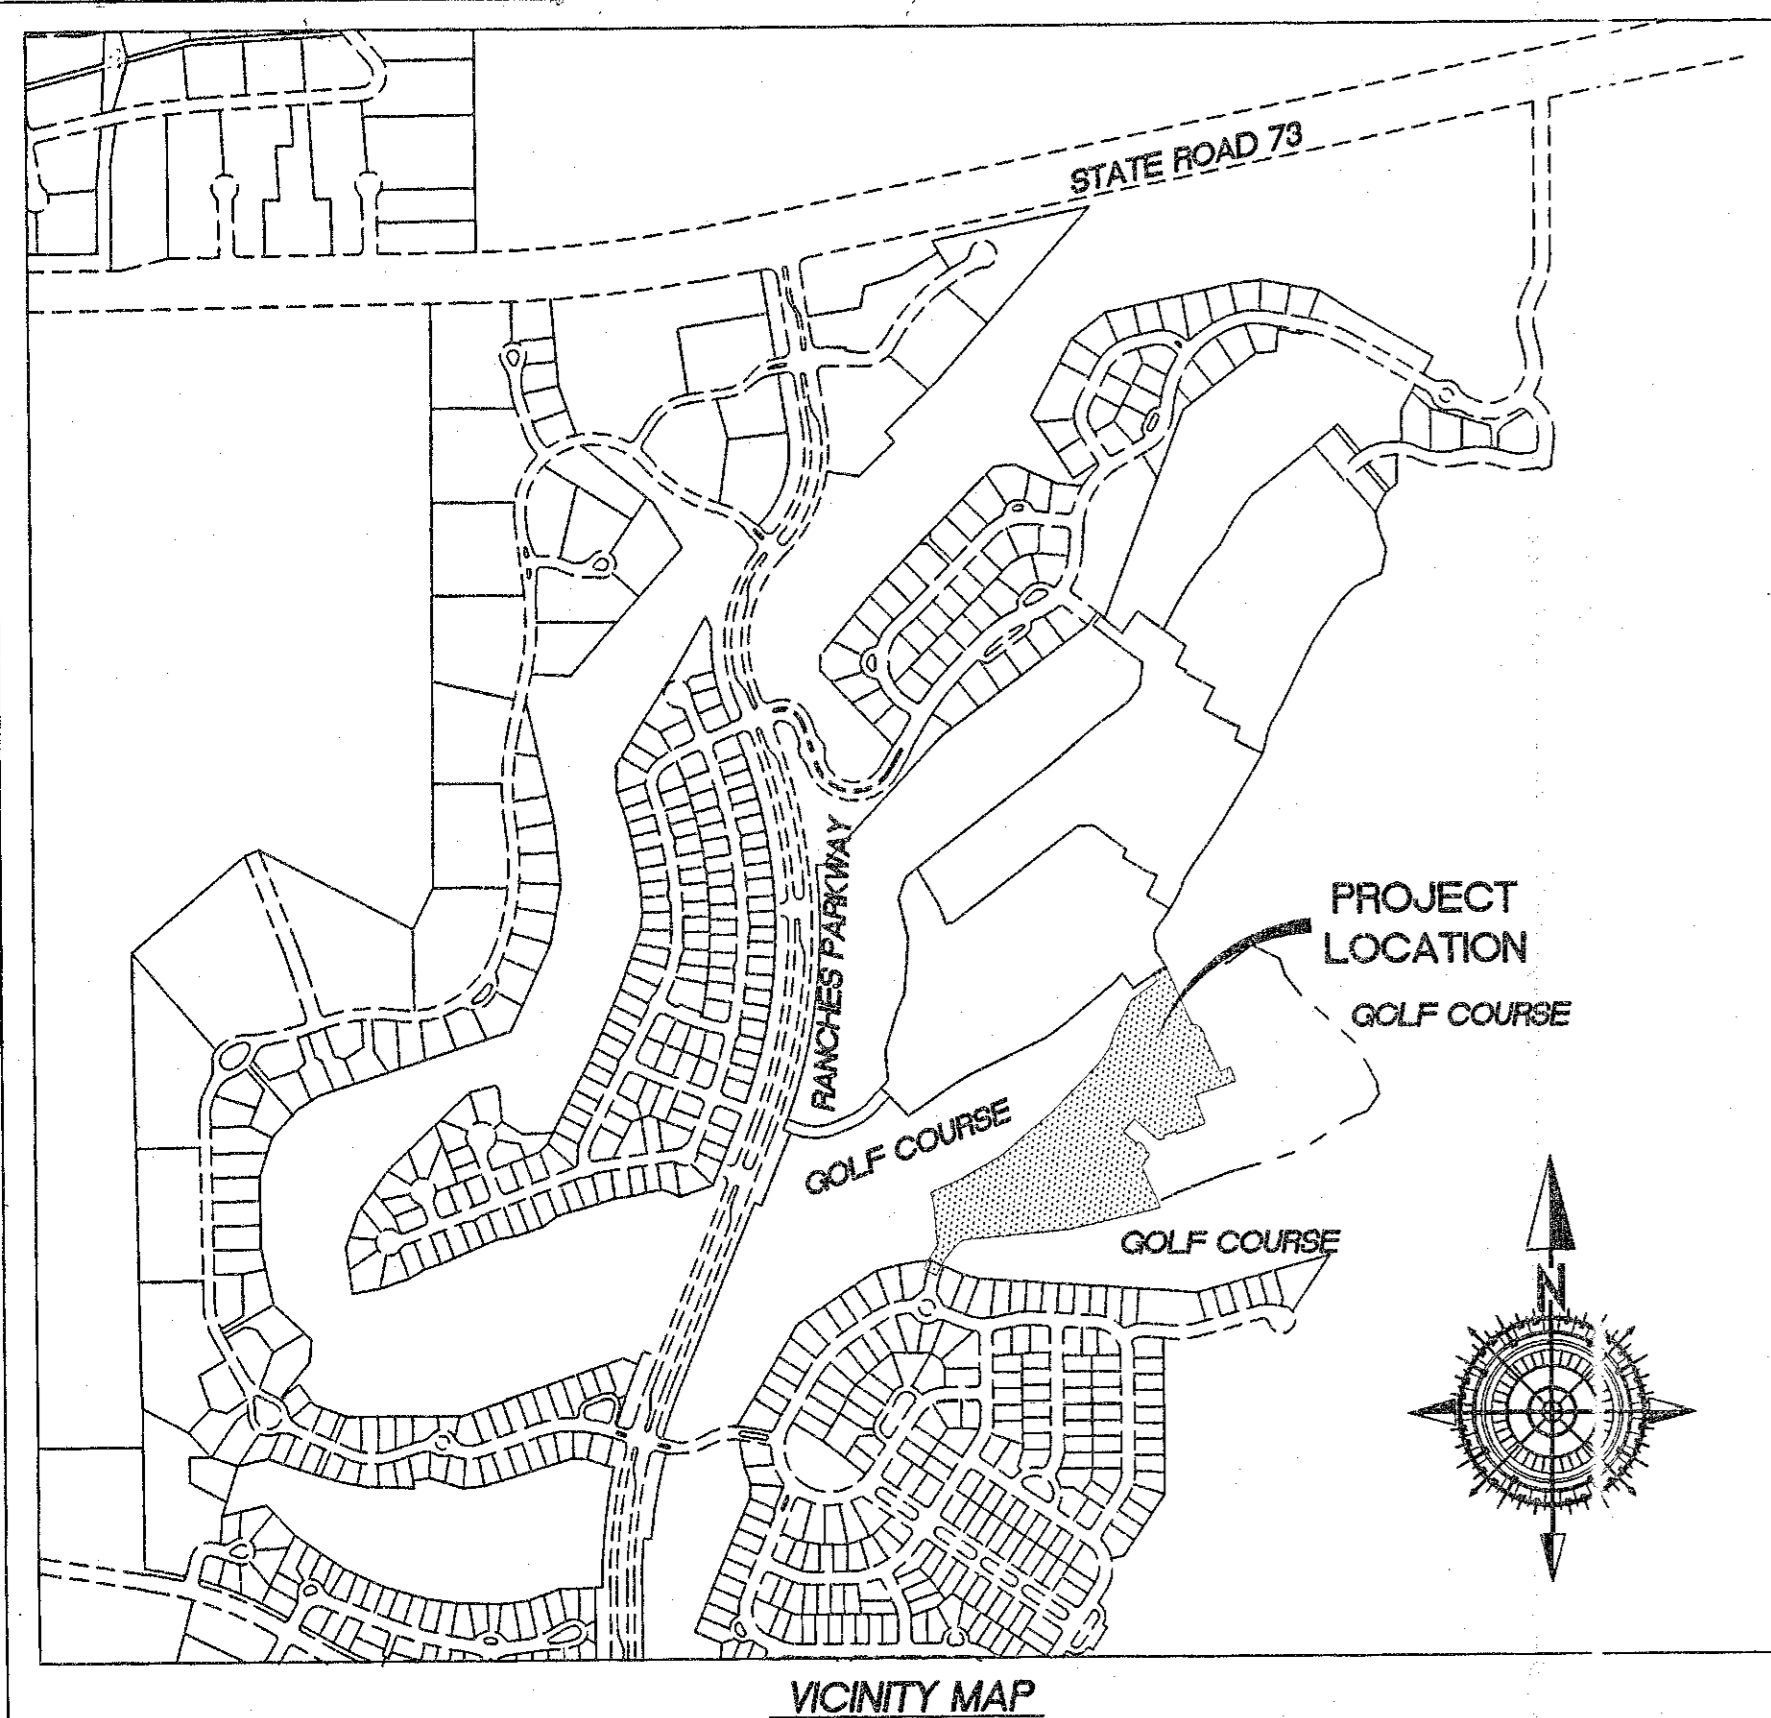 STATE ROAD 73
RANCHES PARKWAY
PROJECT
LOCATION
GOLF COURSE
GOLF COURSE
GOLF COURSE
N
VICINITY MAP